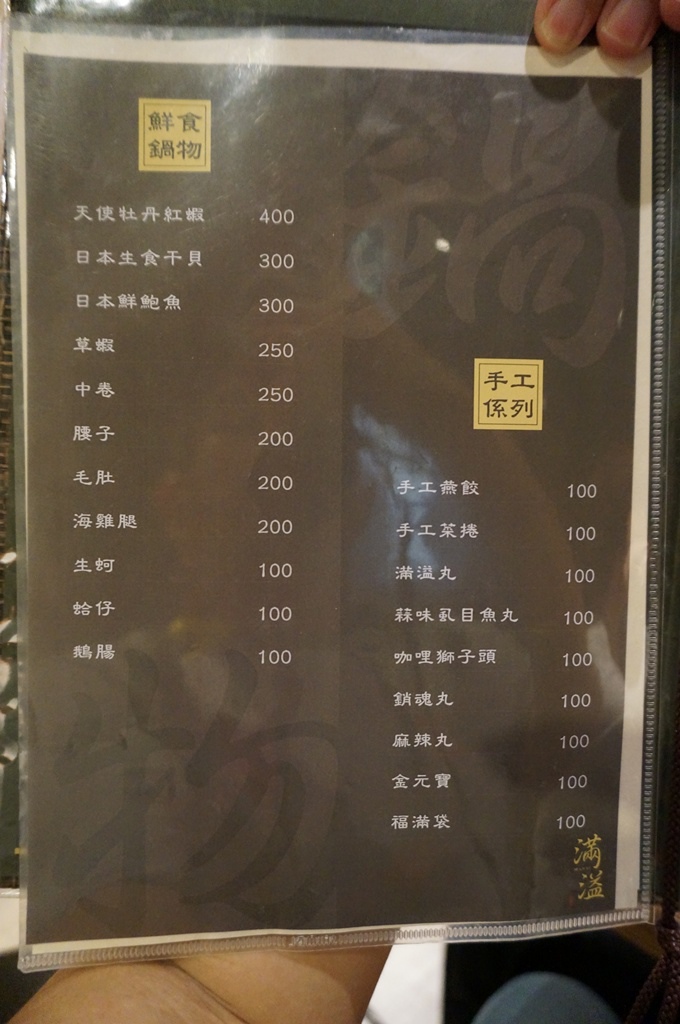 鮮食
鍋物
天使牡丹紅蝦 400
日本生食干貝 300
日本鮮鮑魚 300
草蝦 250
中卷 250
腰子 200
毛肚 200
海雞腿 200
生蚵 100
蛤仔 100
鵝腸 100
手工
係列
手工燕餃 100
手工菜捲 100
滿溢丸 100
蒜味虱目魚丸 100
咖哩獅子頭 100
銷魂丸 100
麻辣丸 100
金元寶 100
福滿袋 100
滿溢
鍋
物